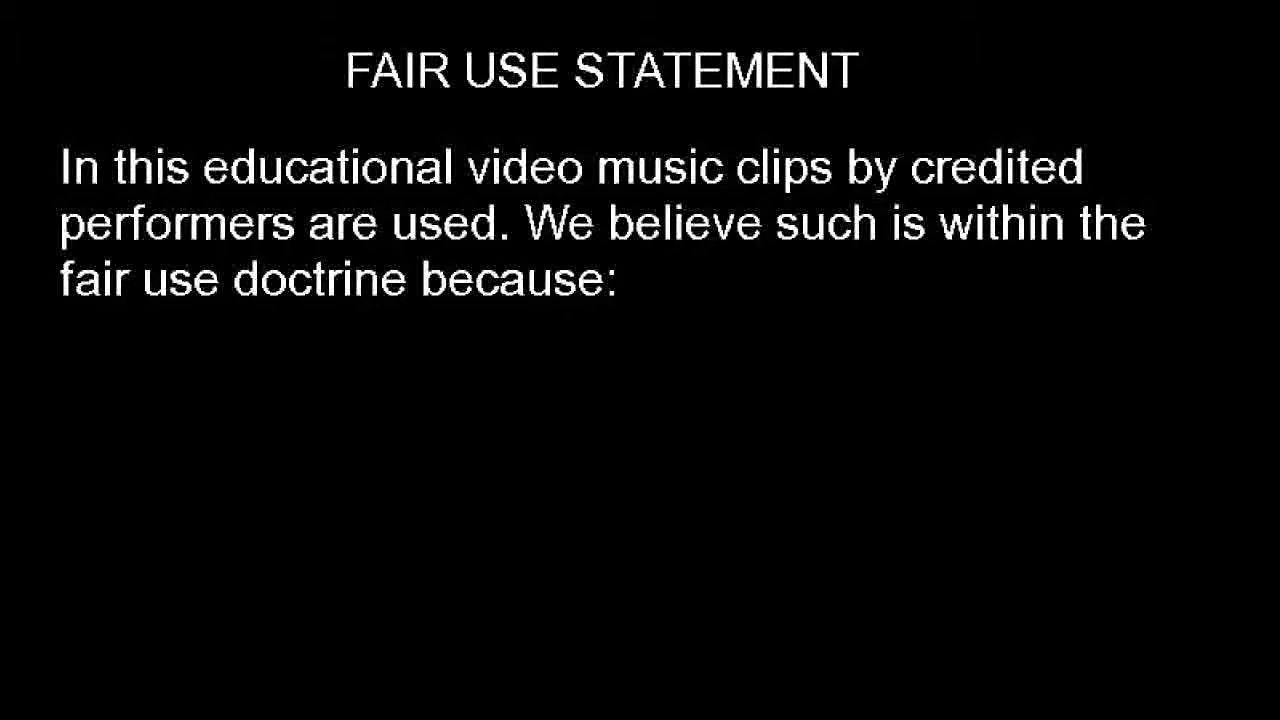 FAIR USE STATEMENT
In this educational video music clips by credited
performers are used. We believe such is within the
fair use doctrine because: